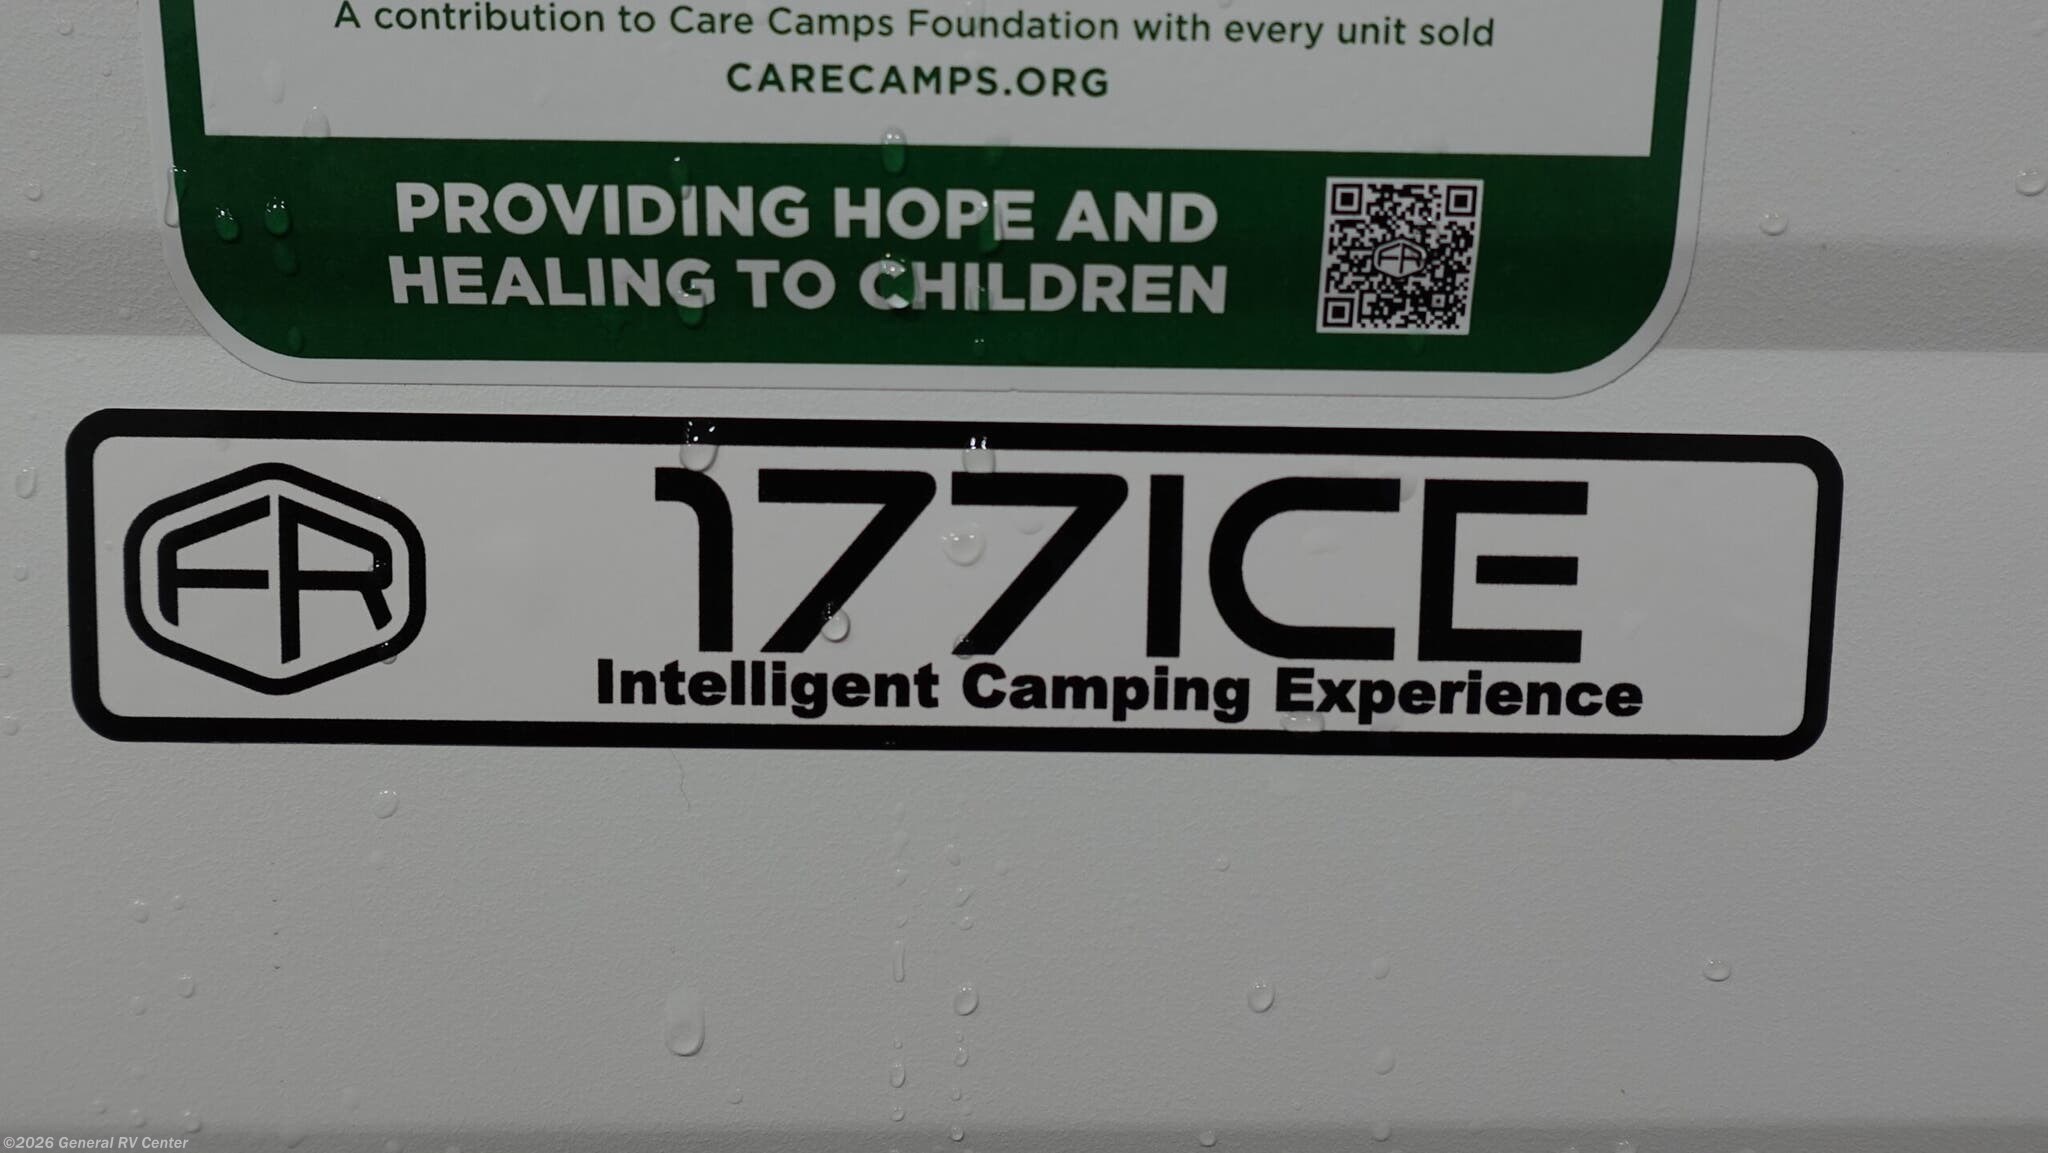 A contribution to Care Camps Foundation with every unit sold
CARECAMPS.ORG
PROVIDING HOPE AND
HEALING TO CHILDREN
FR
FR
177ICE
Intelligent Camping Experience
©2026 General RV Center